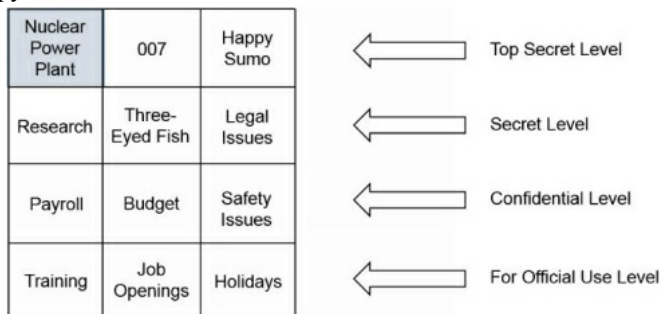 Nuclear
Power
Plant
007
Happy
Sumo
Top Secret Level
Research
Three-
Eyed Fish
Legal
Issues
Secret Level
Payroll
Budget
Safety
Issues
Confidential Level
Training
Job
Openings
Holidays
For Official Use Level